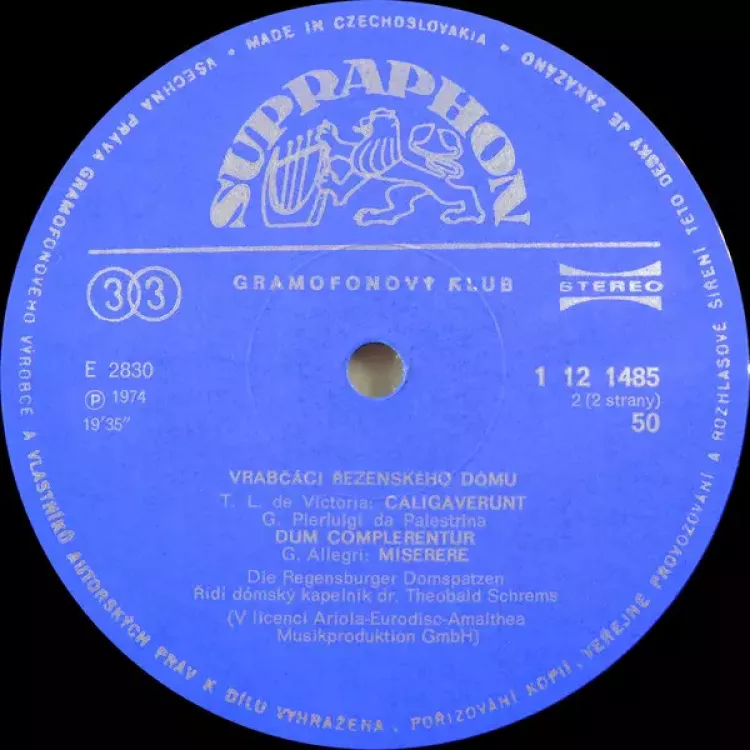 VŠECHNA PRÁVA GRAMOFONOVÉHO VÝROBCE A VLASTNÍKŮ AUTORSKÝCH PRÁV K DÍLU VYHRAŽENA. POŘIZOVÁNÍ KOPIÍ, VEŘEJNÉ PROVOZOVÁNÍ A ROZHLASOVÉ ŠÍŘENÍ TÉTO DESKY JE ZAKÁZÁNO • MADE IN CZECHOSLOVAKIA •
SUPRAPHON
33
GRAMOFONOVÝ KLUB
STEREO
E 2830
℗ 1974
19'35"
1 12 1485
2 (2 strany)
50
VRABČÁCI ŘEZENSKÉHO DÓMU
T. L. de Victoria: CALIGAVERUNT
G. Pierluigi da Palestrina
DUM COMPLERENTUR
G. Allegri: MISERERE
Die Regensburger Domspatzen
Řídí dómský kapelník dr. Theobald Schrems
(V licenci Ariola-Eurodisc-Amalthea
Musikproduktion GmbH)